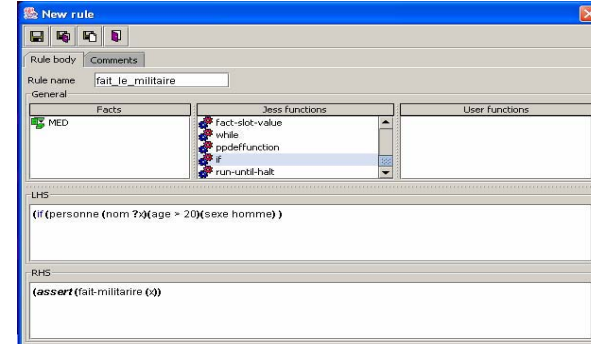 New rule
Rule body Comments
Rule name fait_le_militaire
General
Facts Jess functions User functions
MED
fact-slot-value
while
ppdeffunction
if
run-until-halt
LHS
(if(personne (nom ?x)(age > 20)(sexe homme) )
RHS
(assert(fait-militarire (x))